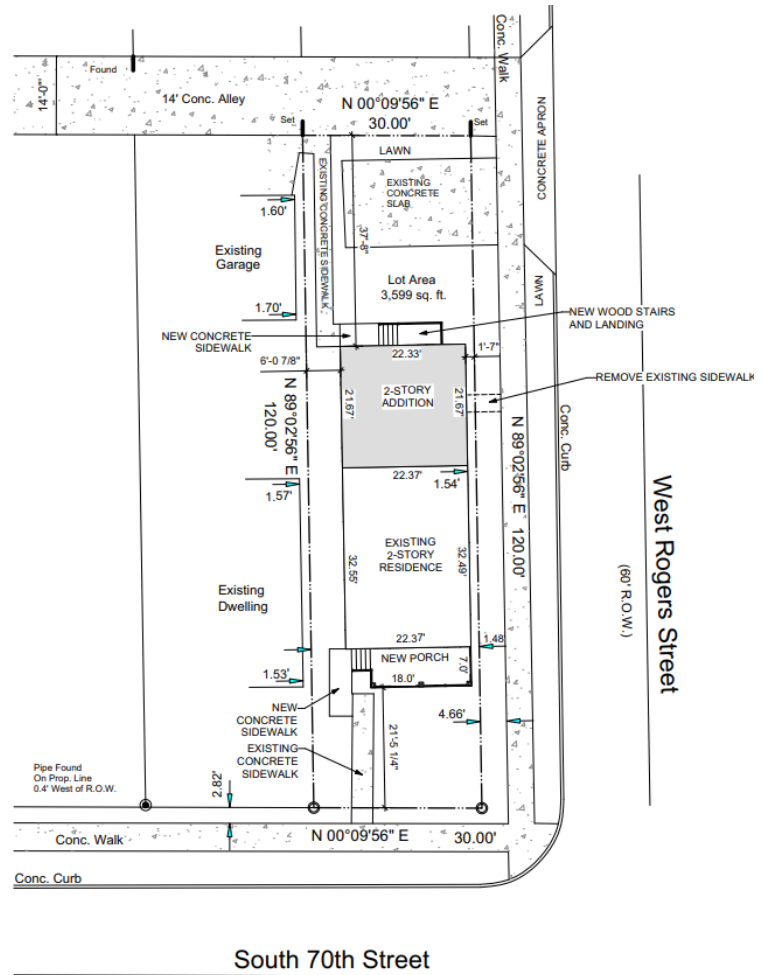 Conc. Walk
Found
14'-0"
14' Conc. Alley
N 00°09'56" E
30.00'
Set
Set
LAWN
CONCRETE APRON
EXISTING CONCRETE SIDEWALK
EXISTING
CONCRETE
SLAB
1.60'
37'-8"
Existing
Garage
Lot Area
3,599 sq. ft.
LAWN
1.70'
NEW WOOD STAIRS
AND LANDING
NEW CONCRETE
SIDEWALK
22.33'
1'-7"
6'-0 7/8"
REMOVE EXISTING SIDEWALK
2-STORY
ADDITION
21.67'
21.67'
N 89°02'56" E
120.00'
N 89°02'56" E 120.00'
Conc. Curb
22.37'
1.54'
1.57'
West Rogers Street
(60' R.O.W.)
EXISTING
2-STORY
RESIDENCE
32.55'
32.49'
Existing
Dwelling
22.37'
1.48'
NEW PORCH
7.0'
1.53'
18.0'
NEW
CONCRETE
SIDEWALK
4.66'
21'-5 1/4"
EXISTING
CONCRETE
SIDEWALK
Pipe Found
On Prop. Line
0.4' West of R.O.W.
2.82'
Conc. Walk
N 00°09'56" E
30.00'
Conc. Curb
South 70th Street